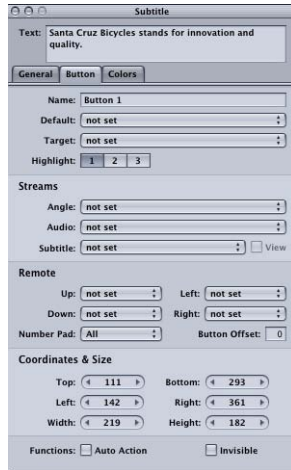 Subtitle
Text: Santa Cruz Bicycles stands for innovation and
quality.
General Button Colors
Name: Button 1
Default: not set
Target: not set
Highlight: 1 2 3
Streams
Angle: not set
Audio: not set
Subtitle: not set View
Remote
Up: not set Left: not set
Down: not set Right: not set
Number Pad: All Button Offset: 0
Coordinates & Size
Top: 111 Bottom: 293
Left: 142 Right: 361
Width: 219 Height: 182
Functions: Auto Action Invisible